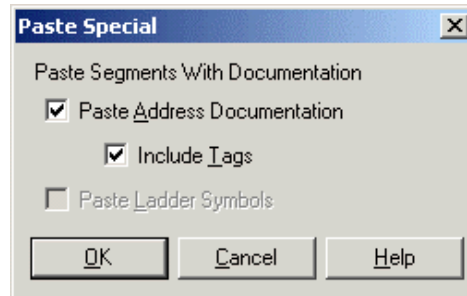 Paste Special
Paste Segments With Documentation
Paste Address Documentation
Include Tags
Paste Ladder Symbols
OK Cancel Help